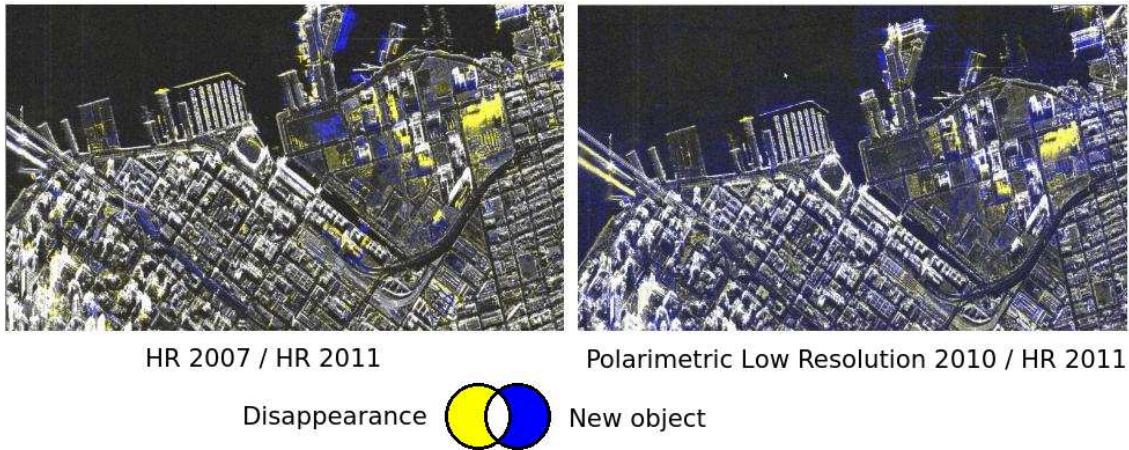 HR 2007 / HR 2011
Polarimetric Low Resolution 2010 / HR 2011
Disappearance
New object